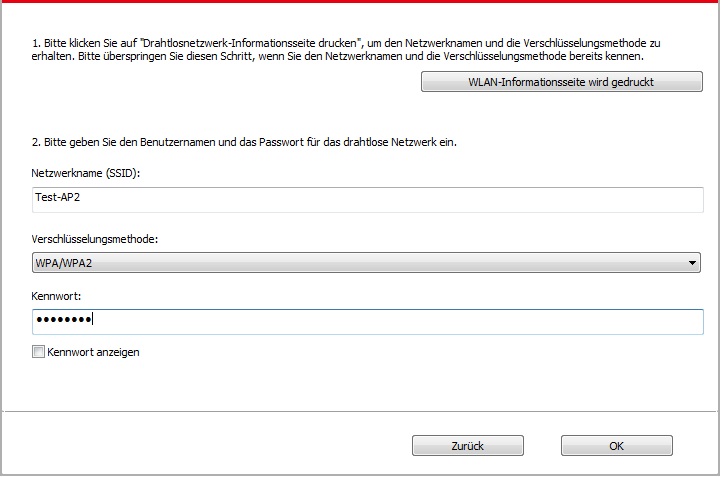 1. Bitte klicken Sie auf "Drahtlosnetzwerk-Informationsseite drucken", um den Netzwerknamen und die Verschlüsselungsmethode zu
erhalten. Bitte überspringen Sie diesen Schritt, wenn Sie den Netzwerknamen und die Verschlüsselungsmethode bereits kennen.
WLAN-Informationsseite wird gedruckt
2. Bitte geben Sie den Benutzernamen und das Passwort für das drahtlose Netzwerk ein.
Netzwerkname (SSID):
Test-AP2
Verschlüsselungsmethode:
WPA/WPA2
Kennwort:
●●●●●●●●
Kennwort anzeigen
Zurück
OK